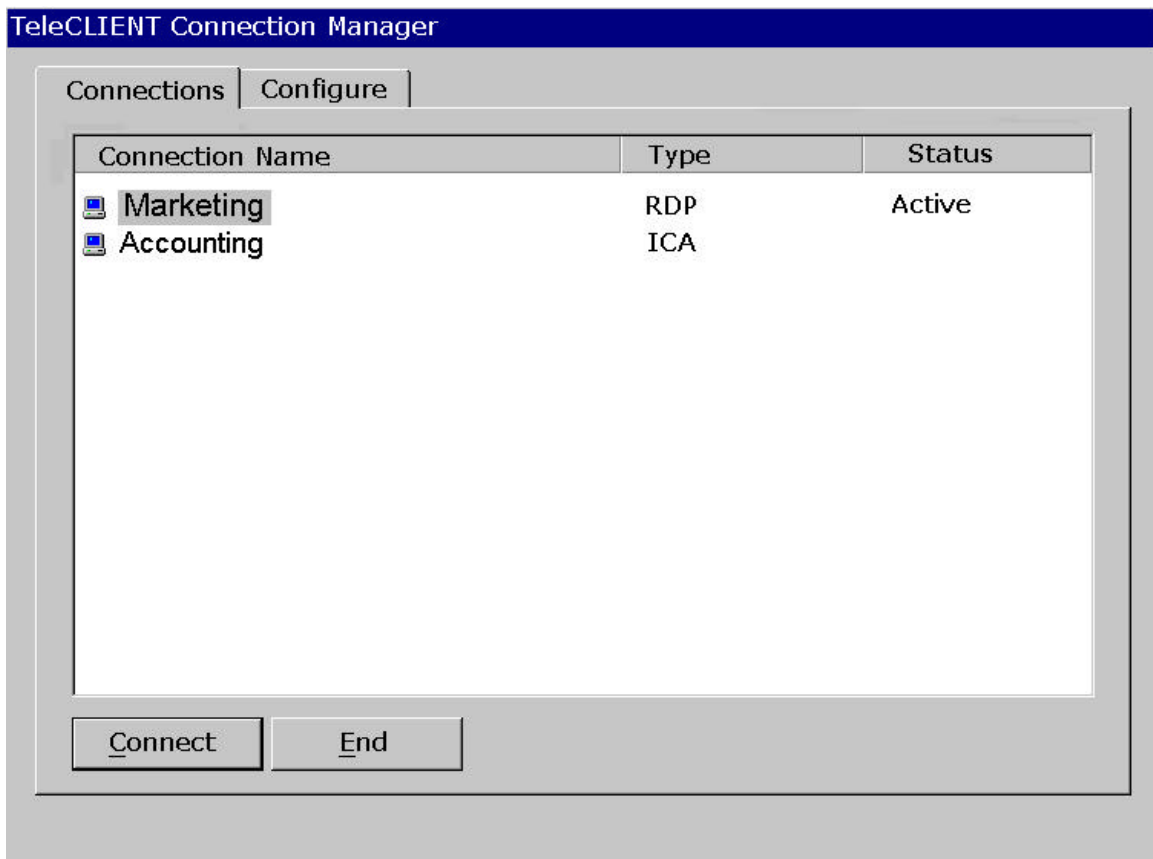 TeleCLIENT Connection Manager
Connections Configure
Connection Name Type Status
Marketing RDP Active
Accounting ICA
Connect End